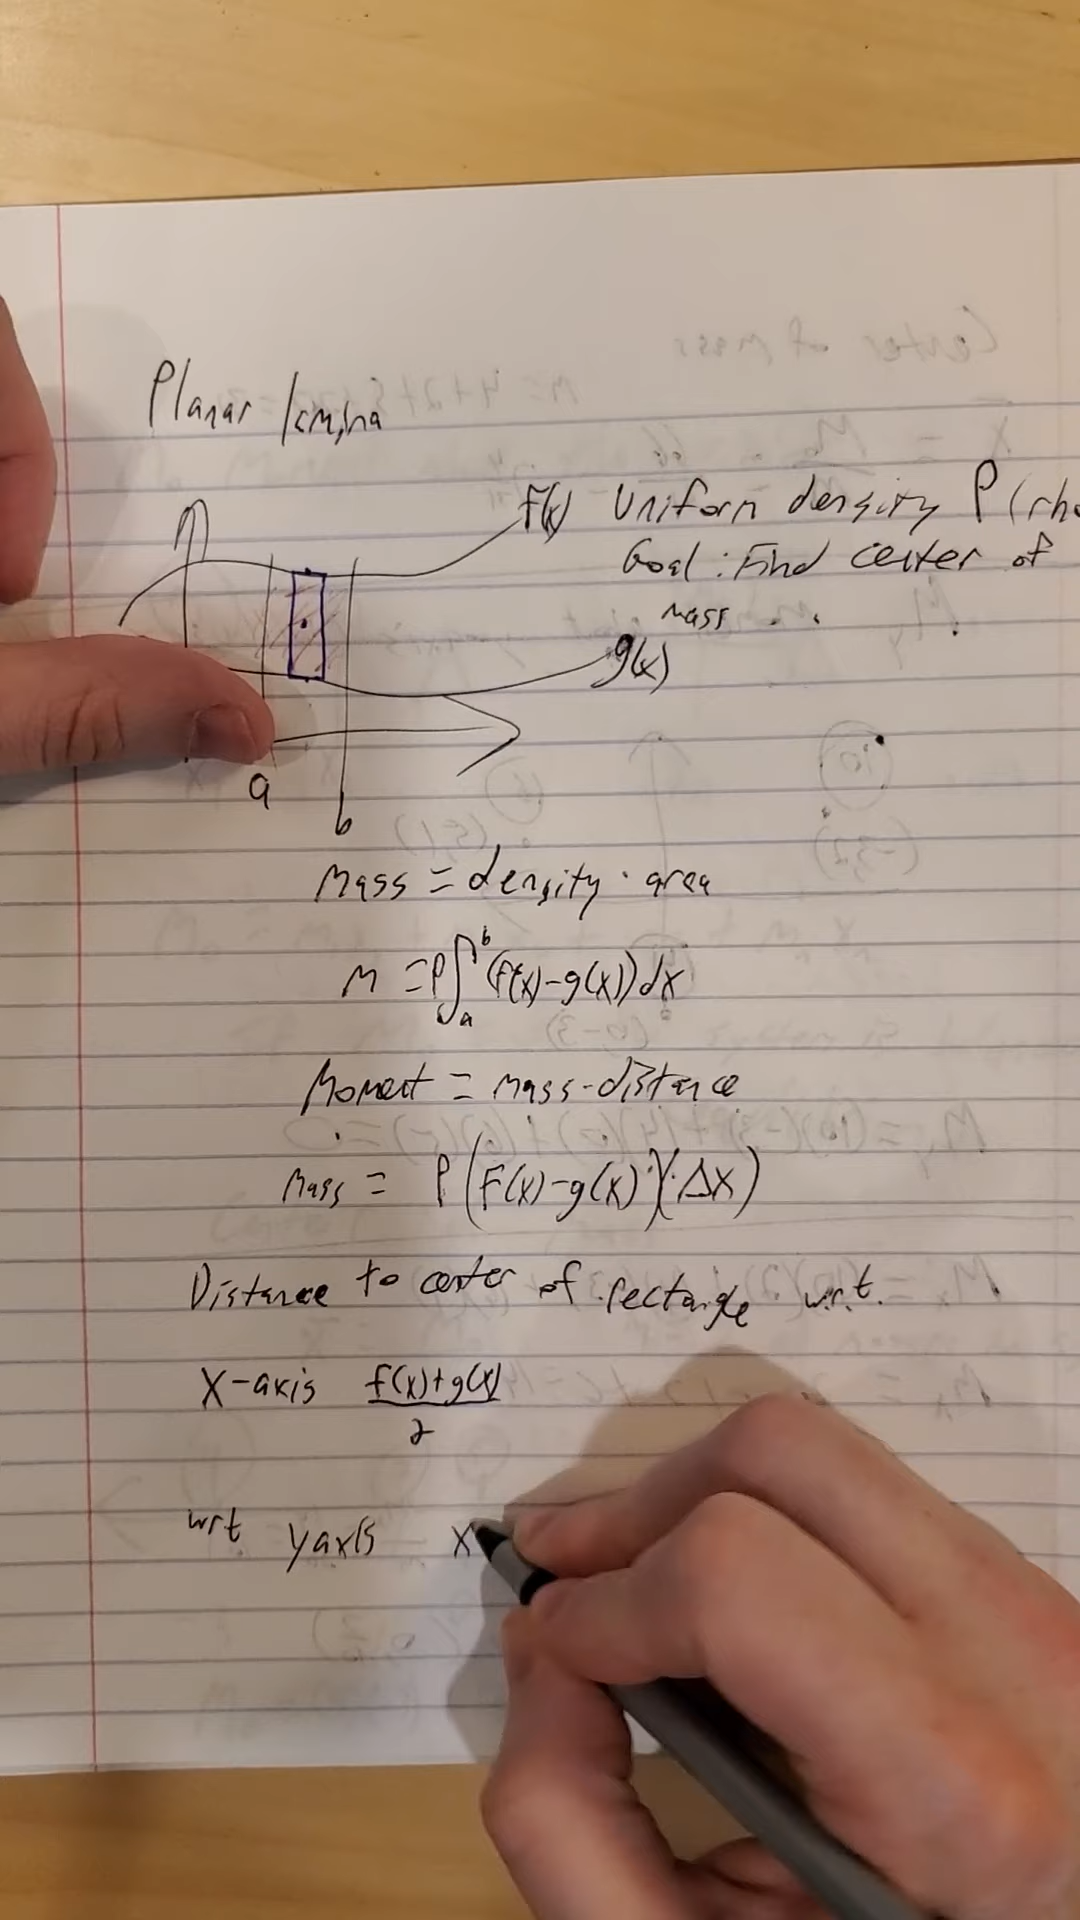 Planar lamina
f(x) Uniform density ρ (rho
Goal: Find center of
mass
g(x)
a
b
Mass = density · area
M = ρ∫ₐᵇ (f(x)-g(x))dx
Moment = mass·distance
Mass = ρ(f(x)-g(x))(Δx)
Distance to center of rectangle w.r.t.
X-axis f(x)+g(x)
2
wrt yaxis x